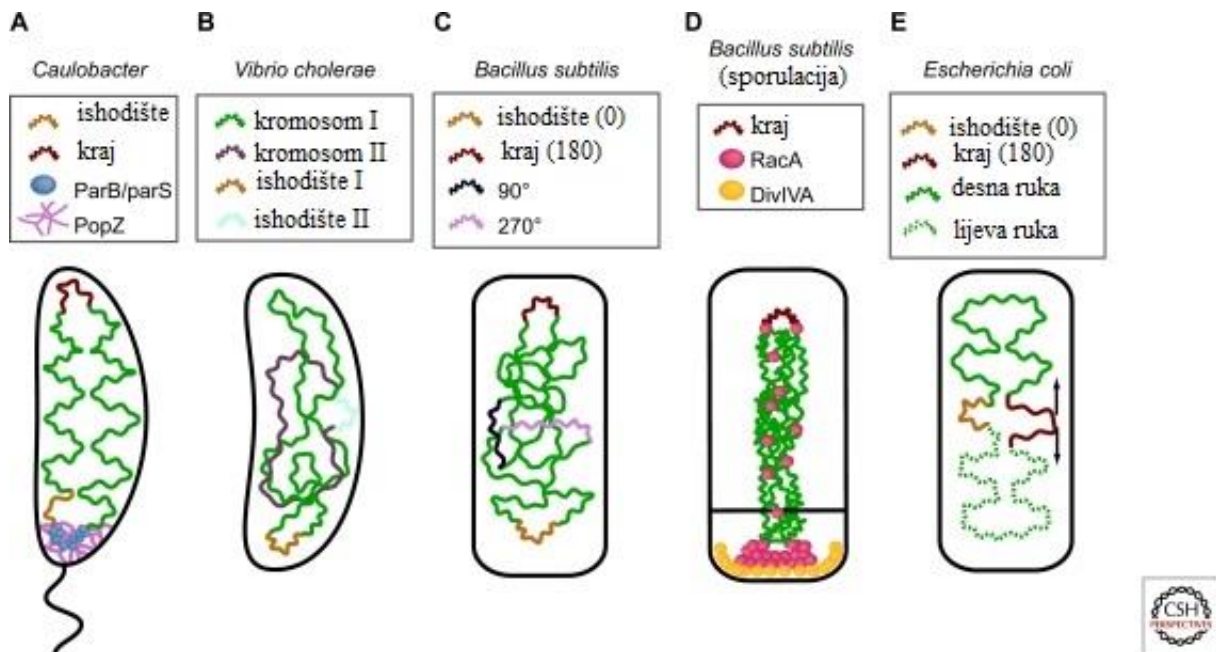 A
Caulobacter
ishodište
kraj
ParB/parS
PopZ
B
Vibrio cholerae
kromosom I
kromosom II
ishodište I
ishodište II
C
Bacillus subtilis
ishodište (0)
kraj (180)
90°
270°
D
Bacillus subtilis
(sporulacija)
kraj
RacA
DivIVA
E
Escherichia coli
ishodište (0)
kraj (180)
desna ruka
lijeva ruka
CSH
PERSPECTIVES